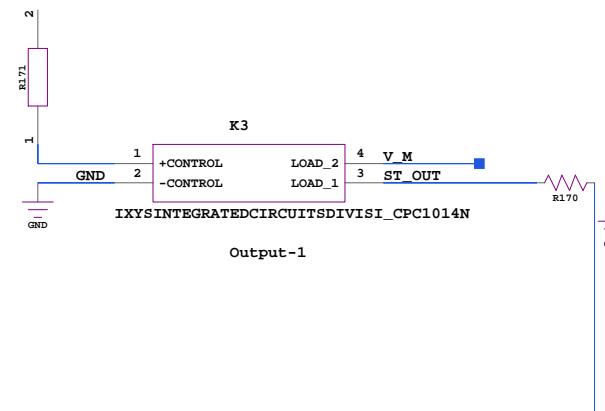 2
R171
1
K3
1
+CONTROL
LOAD_2
4
V_M
GND
2
-CONTROL
LOAD_1
3
ST_OUT
GND
R170
IXYSINTEGRATEDCIRCUITSDIVISI_CPC1014N
Output-1